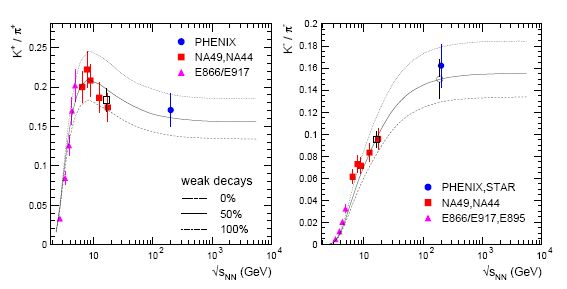 K⁺ / π⁺
0.25
0.2
0.15
0.1
0.05
0
PHENIX
NA49,NA44
E866/E917
weak decays
0%
50%
100%
10
10²
10³
10⁴
√sNN (GeV)
K⁻ / π⁻
0.2
0.18
0.16
0.14
0.12
0.1
0.08
0.06
0.04
0.02
0
PHENIX,STAR
NA49,NA44
E866/E917,E895
10
10²
10³
10⁴
√sNN (GeV)